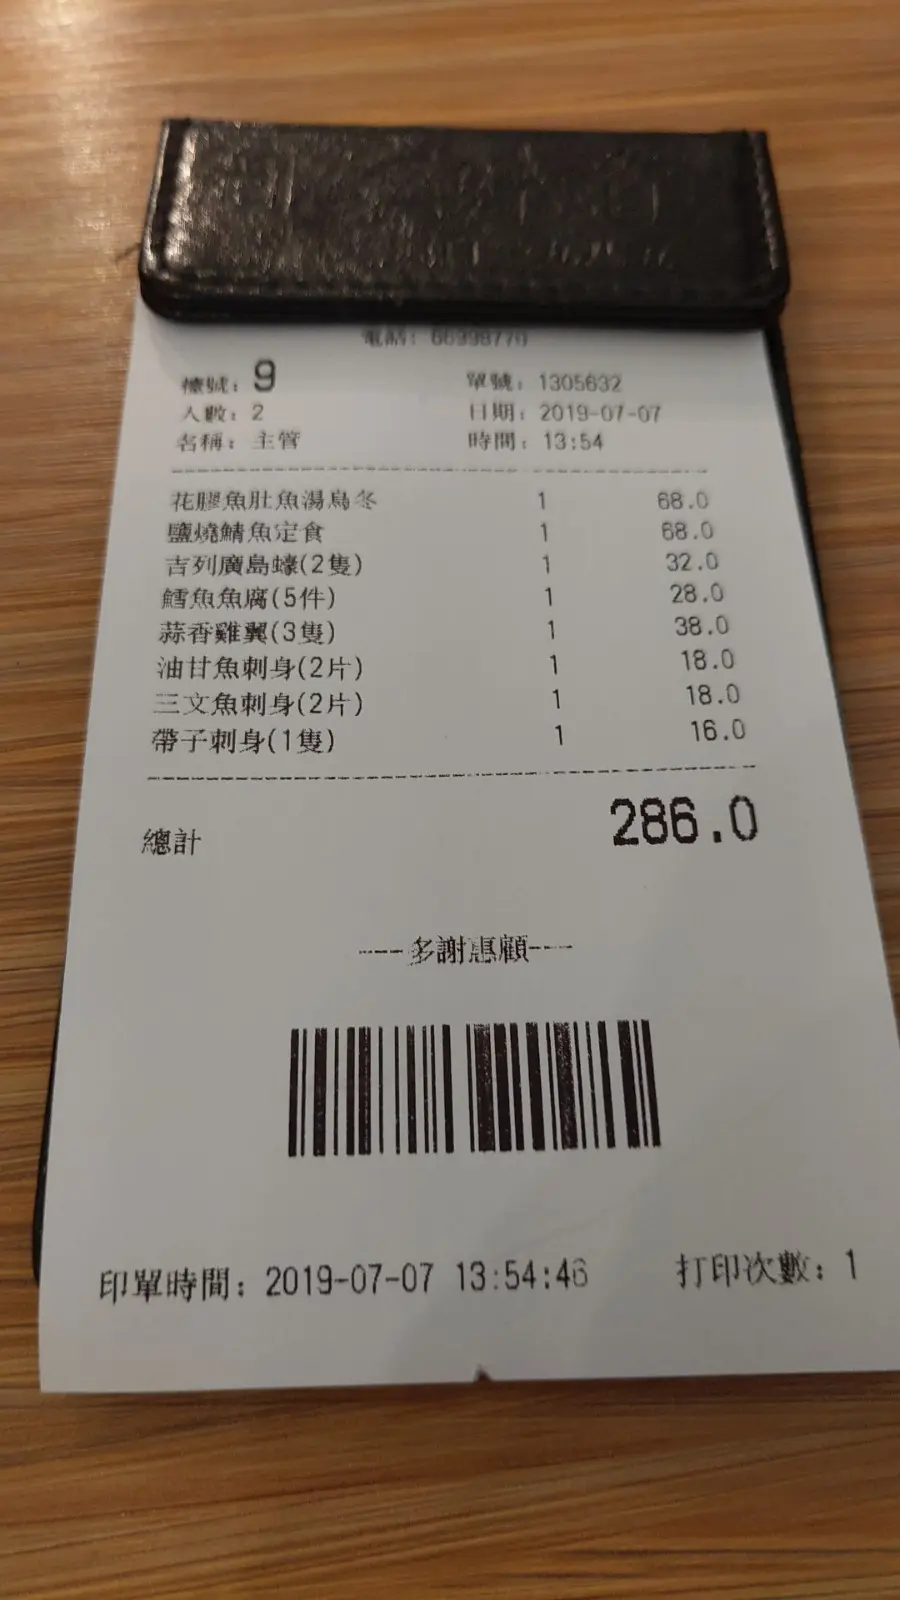 電話: 66998770
檯號: 9 單號: 1305632
人數: 2 日期: 2019-07-07
名稱: 主管 時間: 13:54
花膠魚肚魚湯烏冬 1 68.0
鹽燒鯖魚定食 1 68.0
吉列廣島蠔(2隻) 1 32.0
鱈魚魚腐(5件) 1 28.0
蒜香雞翼(3隻) 1 38.0
油甘魚刺身(2片) 1 18.0
三文魚刺身(2片) 1 18.0
帶子刺身(1隻) 1 16.0
總計 286.0
----多謝惠顧----
印單時間: 2019-07-07 13:54:46 打印次數: 1